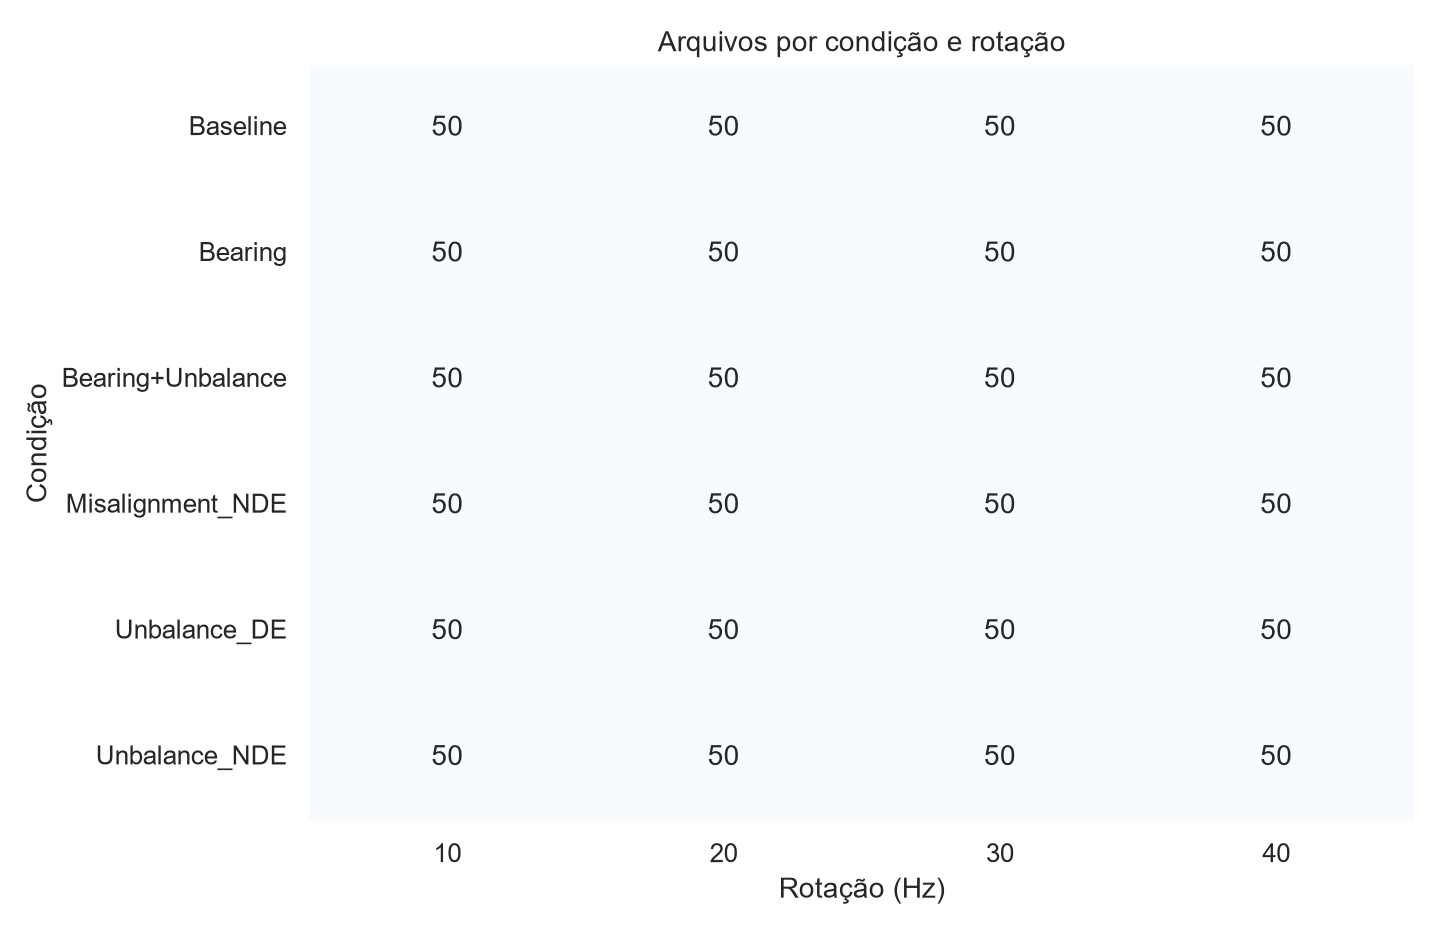 Arquivos por condição e rotação
Condição
Baseline 50 50 50 50
Bearing 50 50 50 50
Bearing+Unbalance 50 50 50 50
Misalignment_NDE 50 50 50 50
Unbalance_DE 50 50 50 50
Unbalance_NDE 50 50 50 50
10 20 30 40
Rotação (Hz)